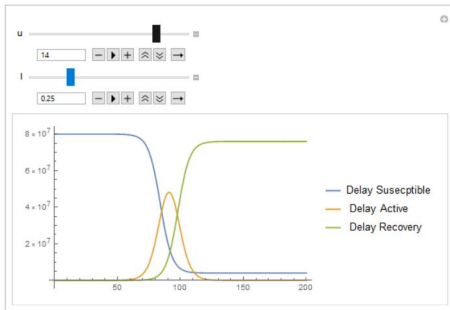 u
14
l
0.25
8 × 10⁷
6 × 10⁷
4 × 10⁷
2 × 10⁷
50
100
150
200
Delay Susecptible
Delay Active
Delay Recovery